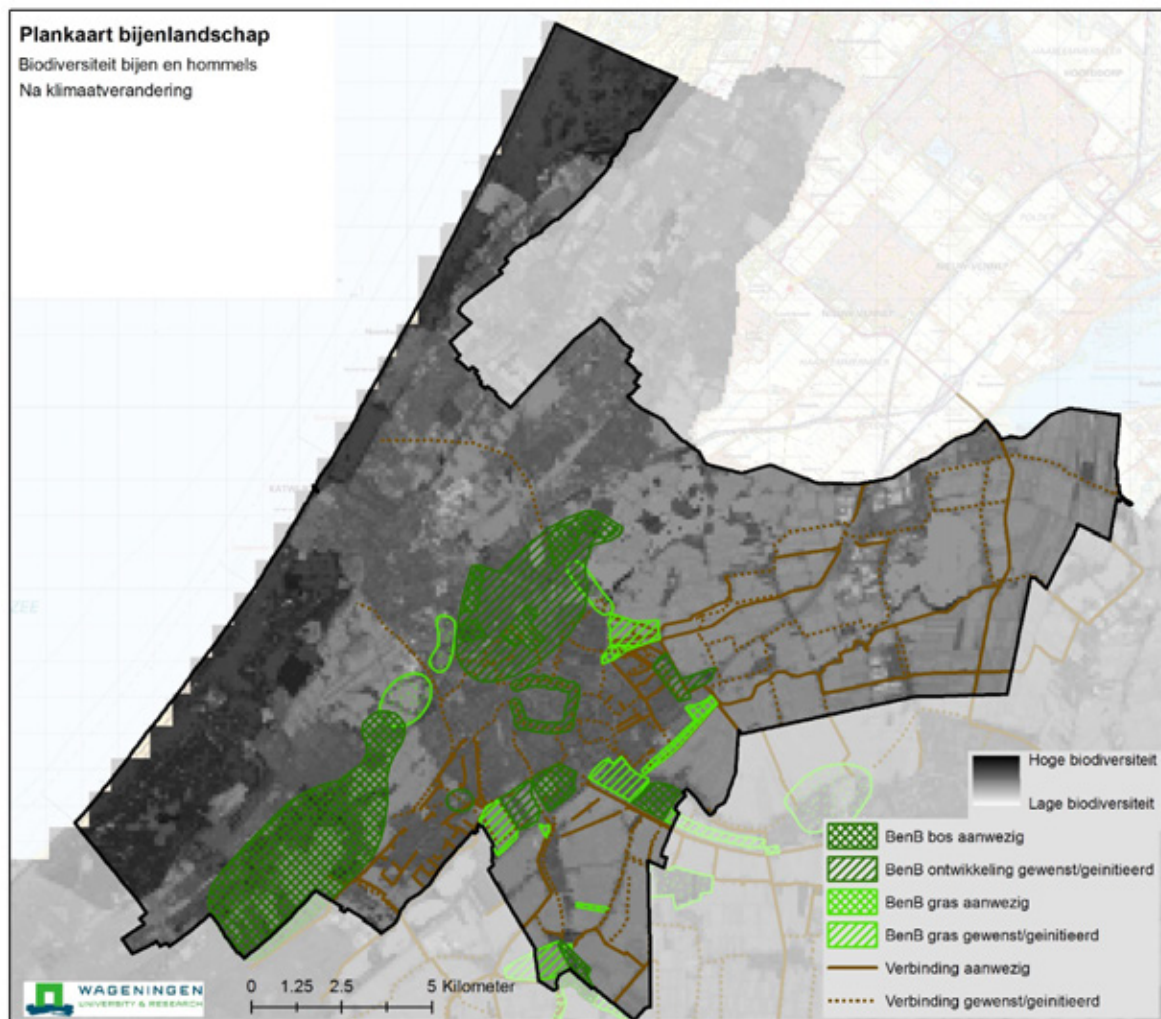 Plankaart bijenlandschap
Biodiversiteit bijen en hommels
Na klimaatverandering
ZEE
Hoge biodiversiteit
Lage biodiversiteit
BenB bos aanwezig
BenB ontwikkeling gewenst/geinitieerd
BenB gras aanwezig
BenB gras gewenst/geinitieerd
Verbinding aanwezig
Verbinding gewenst/geinitieerd
WAGENINGEN
UNIVERSITY & RESEARCH
0 1.25 2.5 5 Kilometer